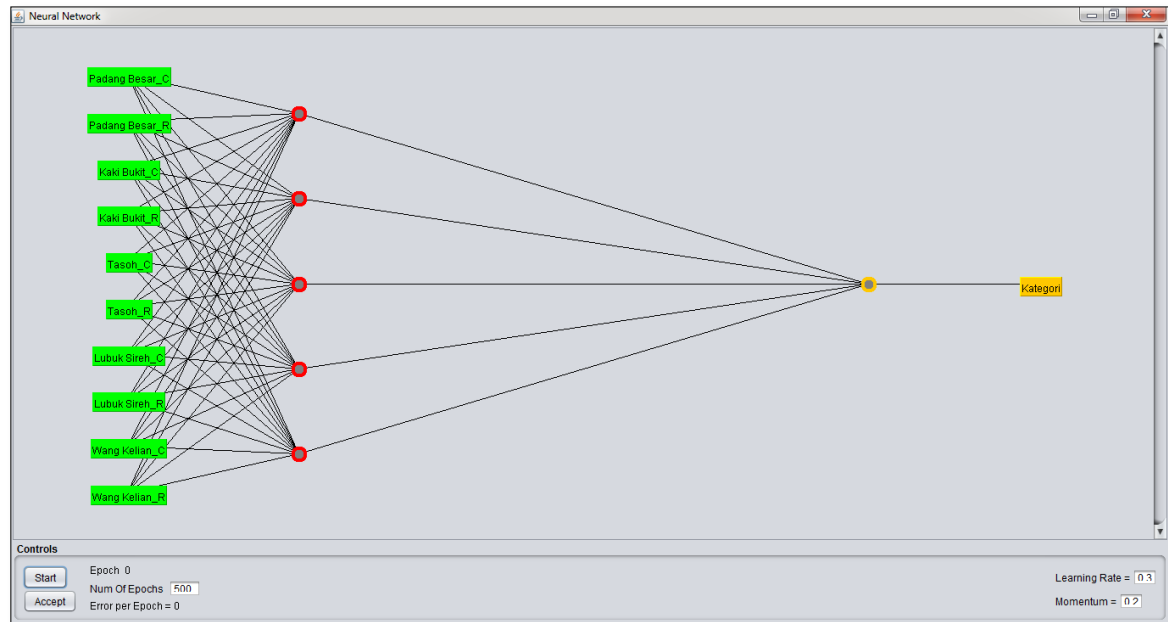 Neural Network
Padang Besar_C
Padang Besar_R
Kaki Bukit_C
Kaki Bukit_R
Tasoh_C
Tasoh_R
Lubuk Sireh_C
Lubuk Sireh_R
Wang Kelian_C
Wang Kelian_R
Kategori
Controls
Start
Accept
Epoch 0
Num Of Epochs 500
Error per Epoch = 0
Learning Rate = 0.3
Momentum = 0.2